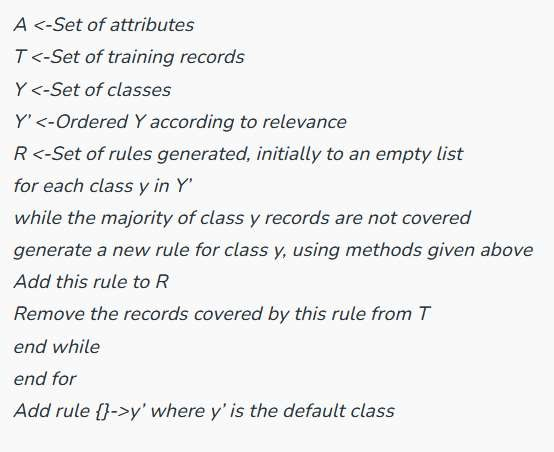 A <-Set of attributes
T <-Set of training records
Y <-Set of classes
Y’ <-Ordered Y according to relevance
R <-Set of rules generated, initially to an empty list
for each class y in Y’
while the majority of class y records are not covered
generate a new rule for class y, using methods given above
Add this rule to R
Remove the records covered by this rule from T
end while
end for
Add rule {}->y’ where y’ is the default class